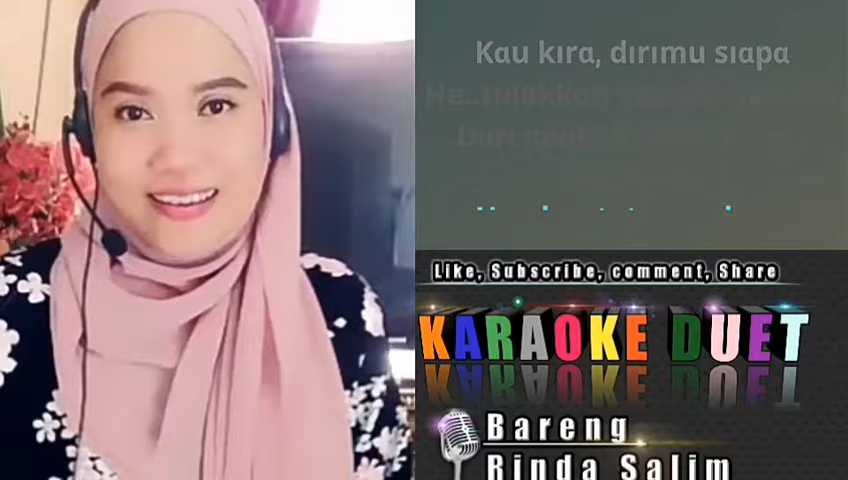 Kau kira, dirimu siapa
Like, Subscribe, comment, Share
KARAOKE DUET
Bareng
Rinda Salim